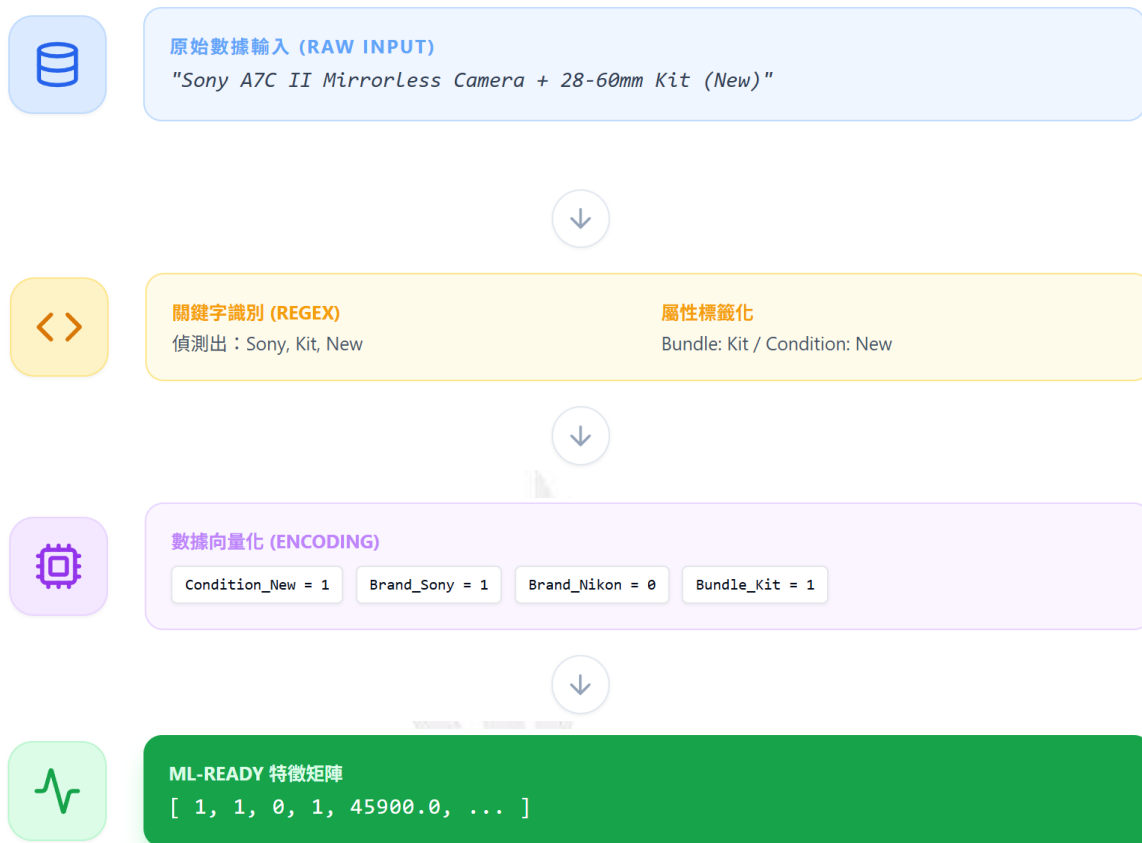 原始數據輸入 (RAW INPUT)
"Sony A7C II Mirrorless Camera + 28-60mm Kit (New)"
關鍵字識別 (REGEX)
偵測出：Sony, Kit, New
屬性標籤化
Bundle: Kit / Condition: New
數據向量化 (ENCODING)
Condition_New = 1
Brand_Sony = 1
Brand_Nikon = 0
Bundle_Kit = 1
ML-READY 特徵矩陣
[ 1, 1, 0, 1, 45900.0, ... ]